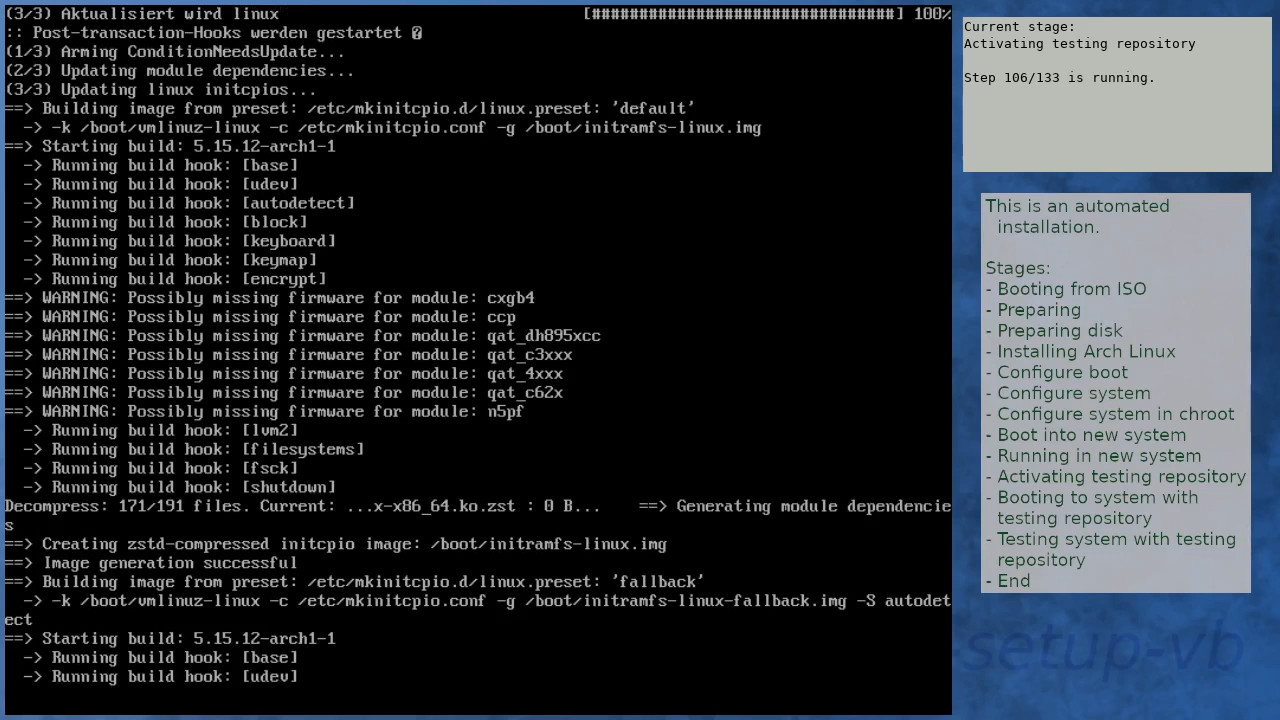 (3/3) Aktualisiert wird linux [################################] 100%
:: Post-transaction-Hooks werden gestartet
(1/3) Arming ConditionNeedsUpdate...
(2/3) Updating module dependencies...
(3/3) Updating linux initcpios...
==> Building image from preset: /etc/mkinitcpio.d/linux.preset: 'default'
-> -k /boot/vmlinuz-linux -c /etc/mkinitcpio.conf -g /boot/initramfs-linux.img
==> Starting build: 5.15.12-arch1-1
-> Running build hook: [base]
-> Running build hook: [udev]
-> Running build hook: [autodetect]
-> Running build hook: [block]
-> Running build hook: [keyboard]
-> Running build hook: [keymap]
-> Running build hook: [encrypt]
==> WARNING: Possibly missing firmware for module: cxgb4
==> WARNING: Possibly missing firmware for module: ccp
==> WARNING: Possibly missing firmware for module: qat_dh895xcc
==> WARNING: Possibly missing firmware for module: qat_c3xxx
==> WARNING: Possibly missing firmware for module: qat_4xxx
==> WARNING: Possibly missing firmware for module: qat_c62x
==> WARNING: Possibly missing firmware for module: n5pf
-> Running build hook: [lvm2]
-> Running build hook: [filesystems]
-> Running build hook: [fsck]
-> Running build hook: [shutdown]
Decompress: 171/191 files. Current: ...x-x86_64.ko.zst : 0 B... ==> Generating module dependencie
s
==> Creating zstd-compressed initcpio image: /boot/initramfs-linux.img
==> Image generation successful
==> Building image from preset: /etc/mkinitcpio.d/linux.preset: 'fallback'
-> -k /boot/vmlinuz-linux -c /etc/mkinitcpio.conf -g /boot/initramfs-linux-fallback.img -S autodet
ect
==> Starting build: 5.15.12-arch1-1
-> Running build hook: [base]
-> Running build hook: [udev]
Current stage:
Activating testing repository
Step 106/133 is running.
This is an automated
installation.
Stages:
- Booting from ISO
- Preparing
- Preparing disk
- Installing Arch Linux
- Configure boot
- Configure system
- Configure system in chroot
- Boot into new system
- Running in new system
- Activating testing repository
- Booting to system with
testing repository
- Testing system with testing
repository
- End
-setup-vb